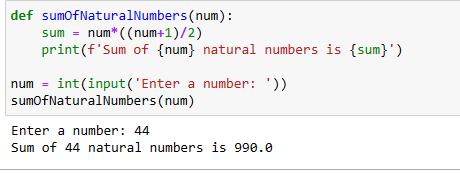 def sumOfNaturalNumbers(num):
    sum = num*((num+1)/2)
    print(f'Sum of {num} natural numbers is {sum}')
num = int(input('Enter a number: '))
sumOfNaturalNumbers(num)
Enter a number: 44
Sum of 44 natural numbers is 990.0